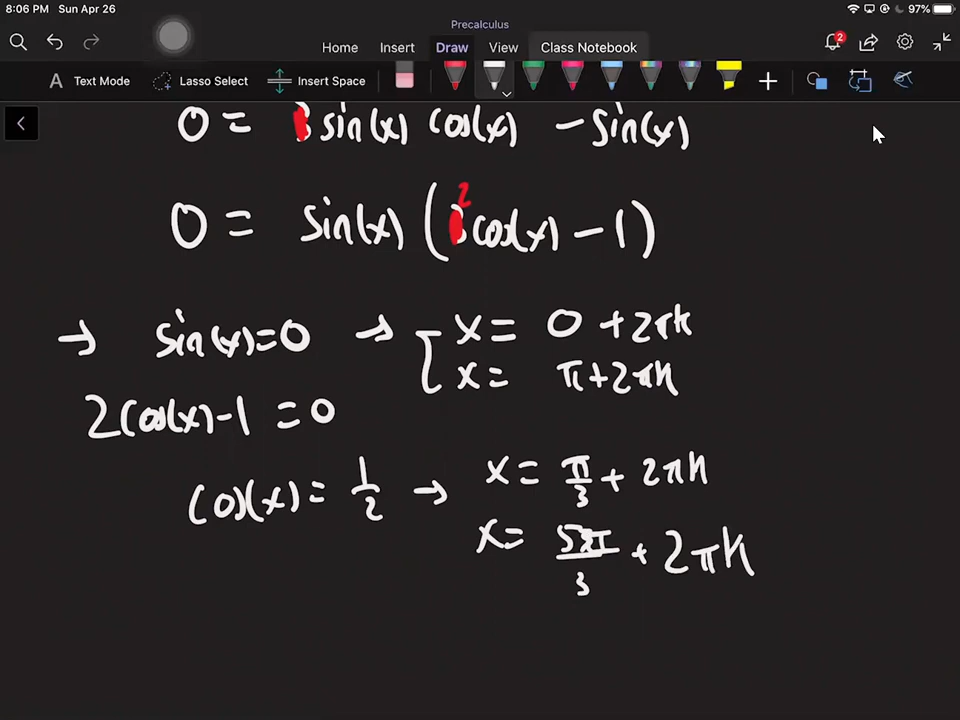 8:06 PM Sun Apr 26
97%
Precalculus
Home Insert Draw View Class Notebook
2
Text Mode Lasso Select Insert Space
0 = sin(x) cos(x) - sin(x)
0 = sin(x) (2cos(x) - 1)
→ sin(x)=0 → x = 0 + 2πk
x = π + 2πk
2cos(x)-1 = 0
cos(x) = 1/2 → x = π/3 + 2πk
x = 5π/3 + 2πk